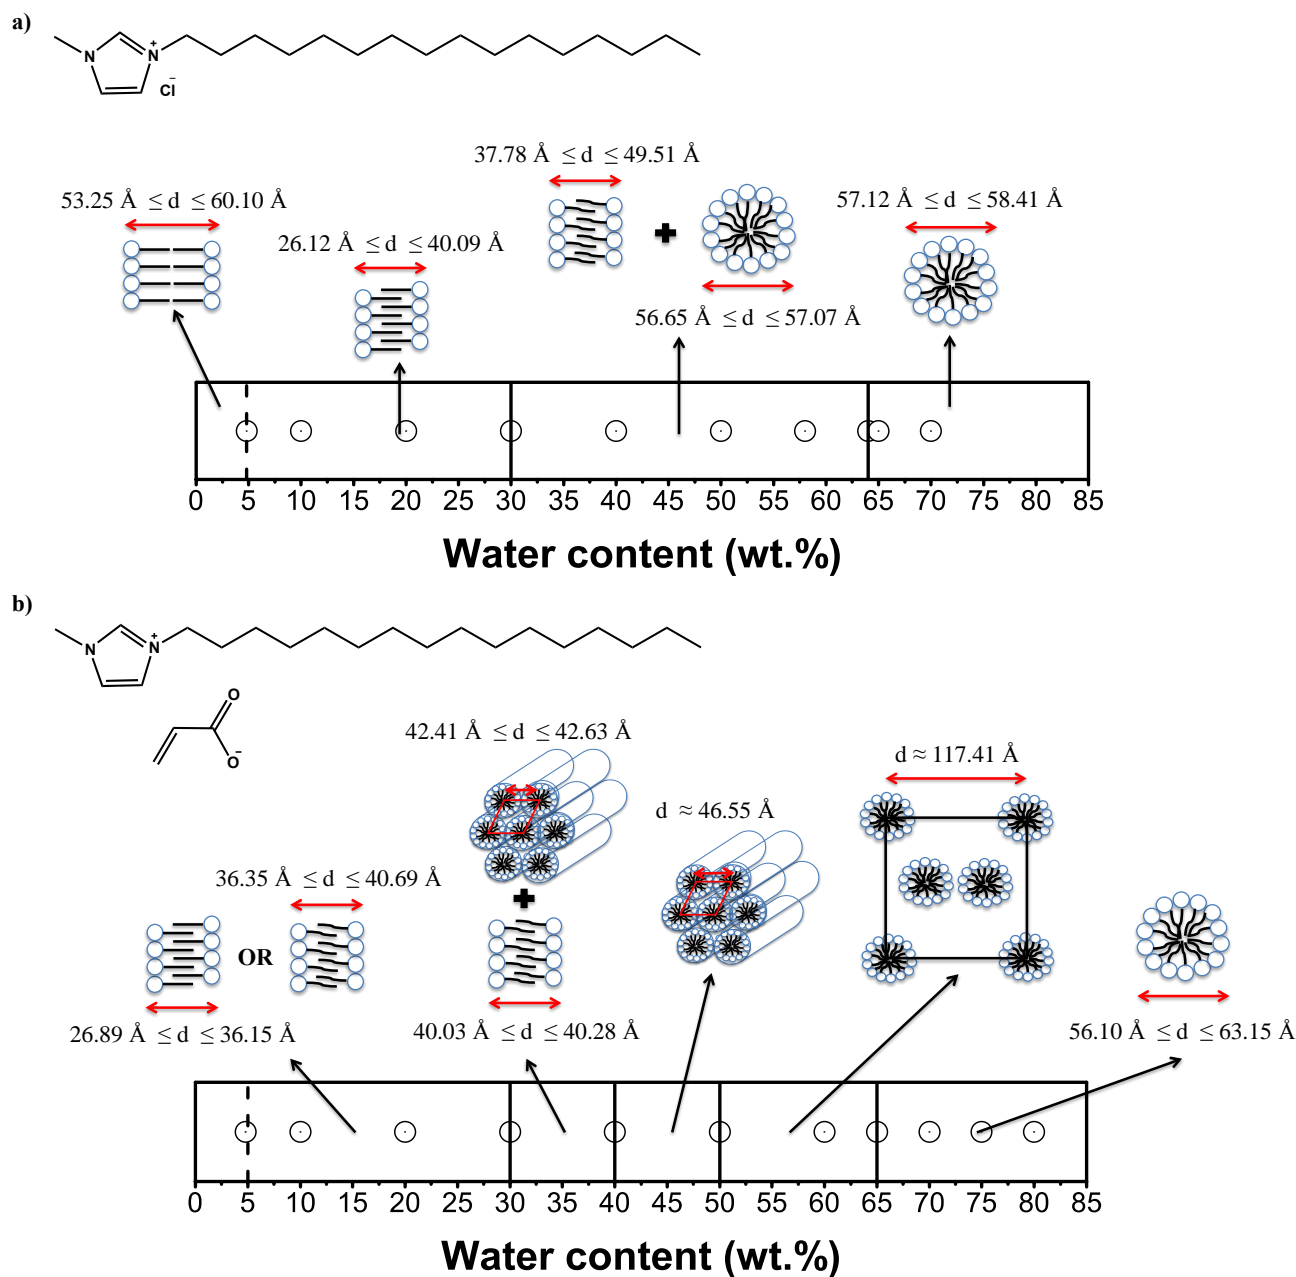 a)
N
N
+
Cl
−
37.78 Å ≤ d ≤ 49.51 Å
53.25 Å ≤ d ≤ 60.10 Å
57.12 Å ≤ d ≤ 58.41 Å
26.12 Å ≤ d ≤ 40.09 Å
+
56.65 Å ≤ d ≤ 57.07 Å
0 5 10 15 20 25 30 35 40 45 50 55 60 65 70 75 80 85
Water content (wt.%)
b)
N
N
+
O
O
−
42.41 Å ≤ d ≤ 42.63 Å
d ≈ 117.41 Å
d ≈ 46.55 Å
36.35 Å ≤ d ≤ 40.69 Å
+
OR
26.89 Å ≤ d ≤ 36.15 Å
40.03 Å ≤ d ≤ 40.28 Å
56.10 Å ≤ d ≤ 63.15 Å
0 5 10 15 20 25 30 35 40 45 50 55 60 65 70 75 80 85
Water content (wt.%)